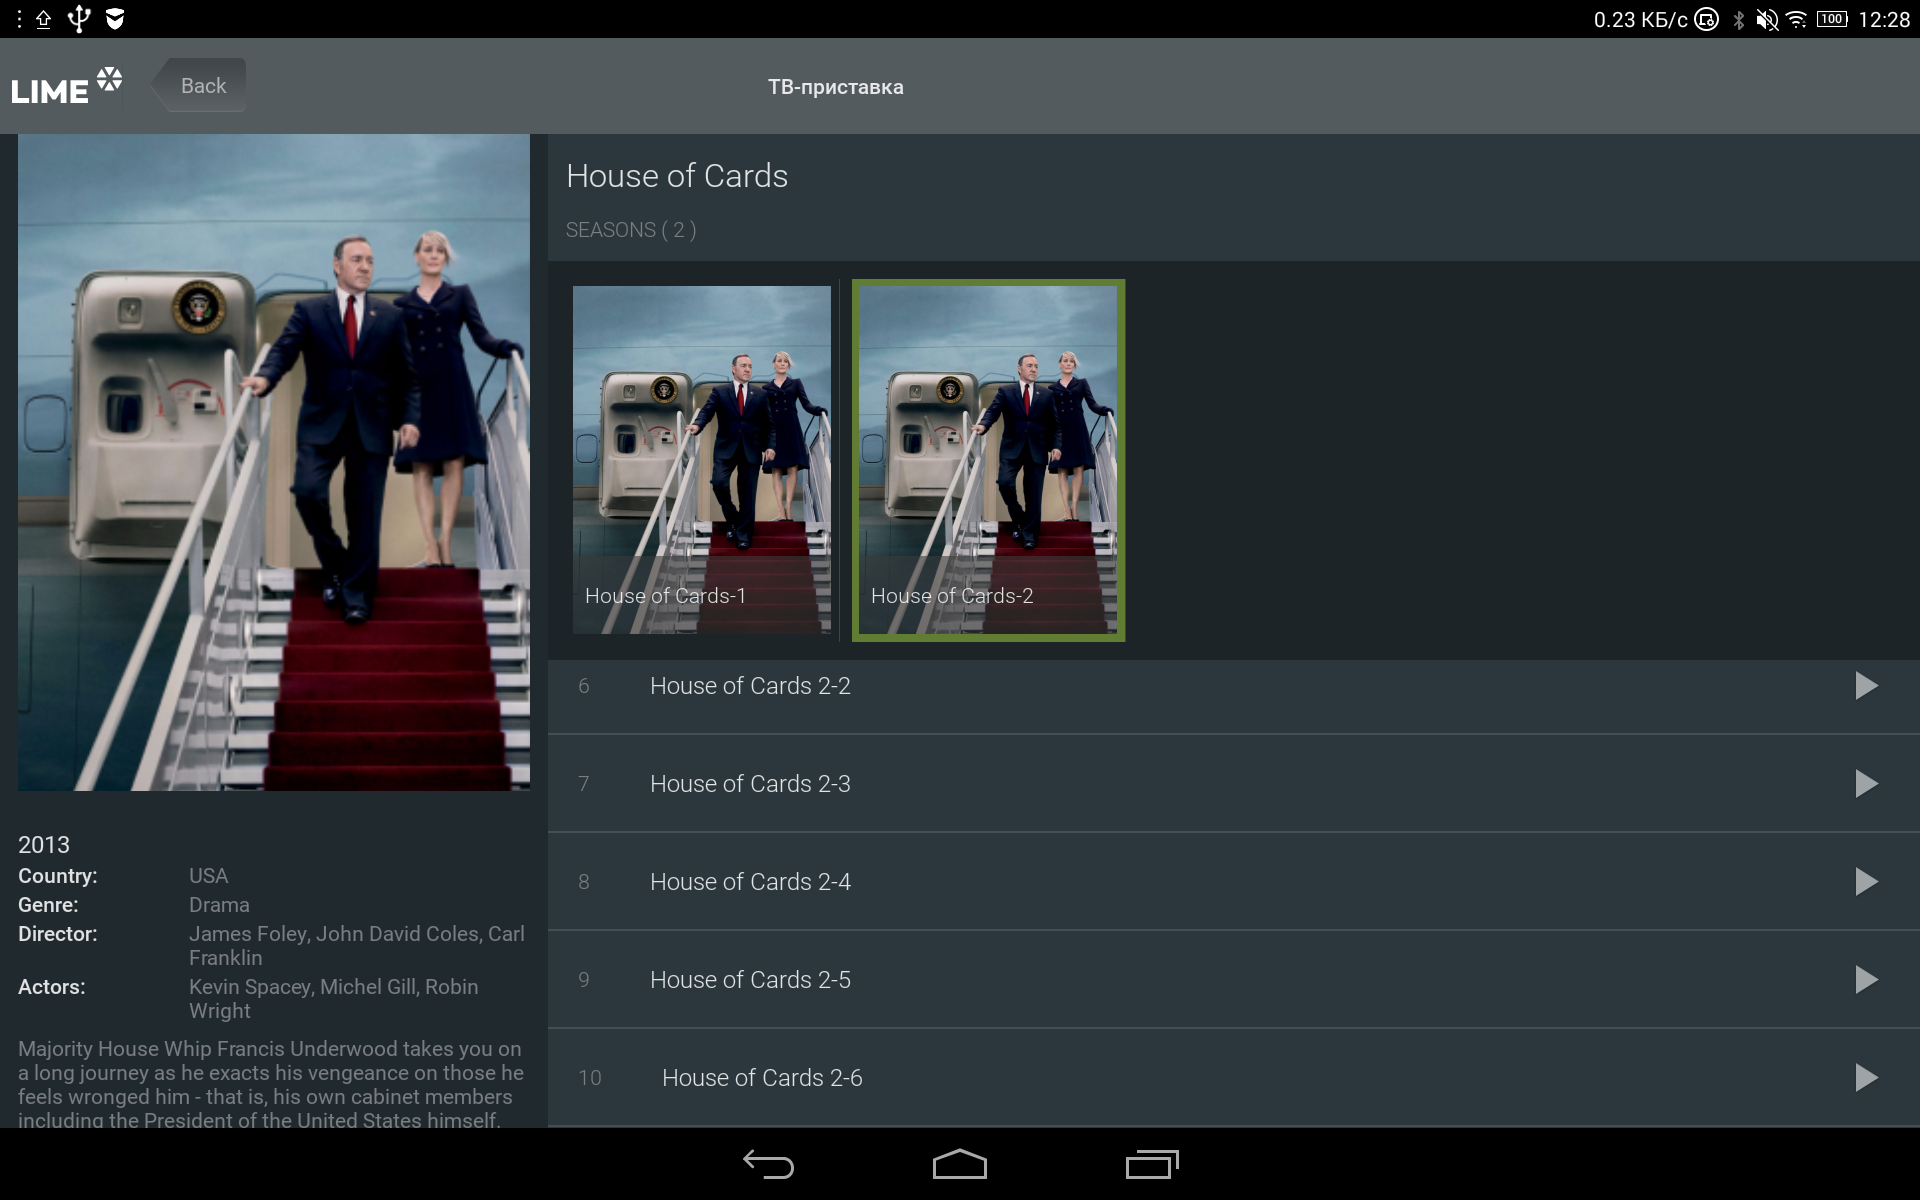 0.23 КБ/с 100 12:28
LIME
Back
ТВ-приставка
House of Cards
SEASONS ( 2 )
House of Cards-1
House of Cards-2
6 House of Cards 2-2
7 House of Cards 2-3
8 House of Cards 2-4
9 House of Cards 2-5
10 House of Cards 2-6
2013
Country: USA
Genre: Drama
Director: James Foley, John David Coles, Carl
Franklin
Actors: Kevin Spacey, Michel Gill, Robin
Wright
Majority House Whip Francis Underwood takes you on
a long journey as he exacts his vengeance on those he
feels wronged him - that is, his own cabinet members
including the President of the United States himself.